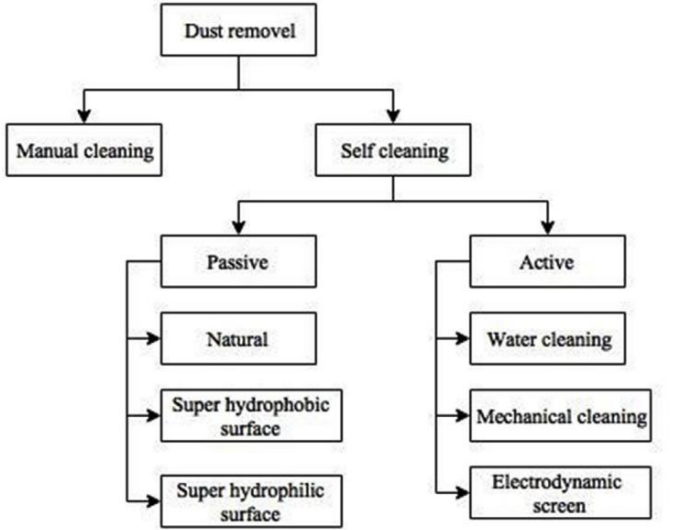 Dust removel
Manual cleaning
Self cleaning
Passive
Active
Natural
Water cleaning
Super hydrophobic
surface
Mechanical cleaning
Super hydrophilic
surface
Electrodynamic
screen